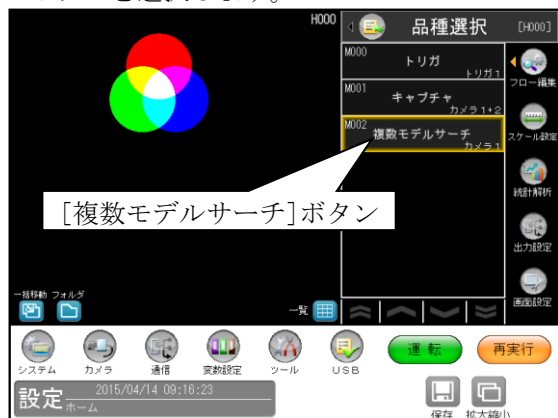 H000
品種選択
[H000]
M000
トリガ
トリガ1
M001
キャプチャ
カメラ1+2
M002
複数モデルサーチ
カメラ1
フロー編集
スケール設定
統計解析
出力設定
画面設定
[複数モデルサーチ]ボタン
一括移動 フォルダ
一覧
システム
カメラ
通信
変数設定
ツール
USB
運転
再実行
設定
2015/04/14 09:16:23
ホーム
保存
拡大縮小